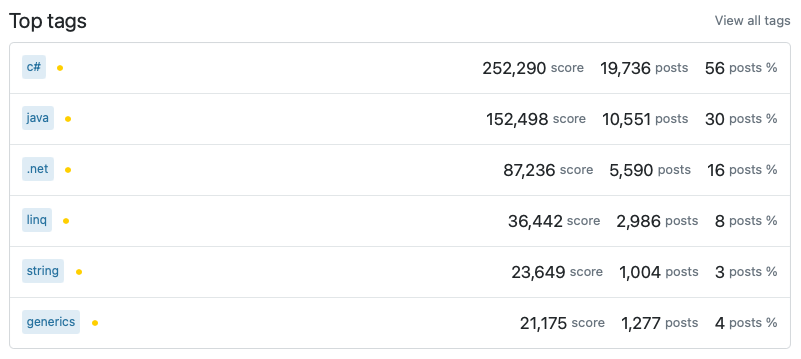 Top tags View all tags
c# 252,290 score 19,736 posts 56 posts %
java 152,498 score 10,551 posts 30 posts %
.net 87,236 score 5,590 posts 16 posts %
linq 36,442 score 2,986 posts 8 posts %
string 23,649 score 1,004 posts 3 posts %
generics 21,175 score 1,277 posts 4 posts %